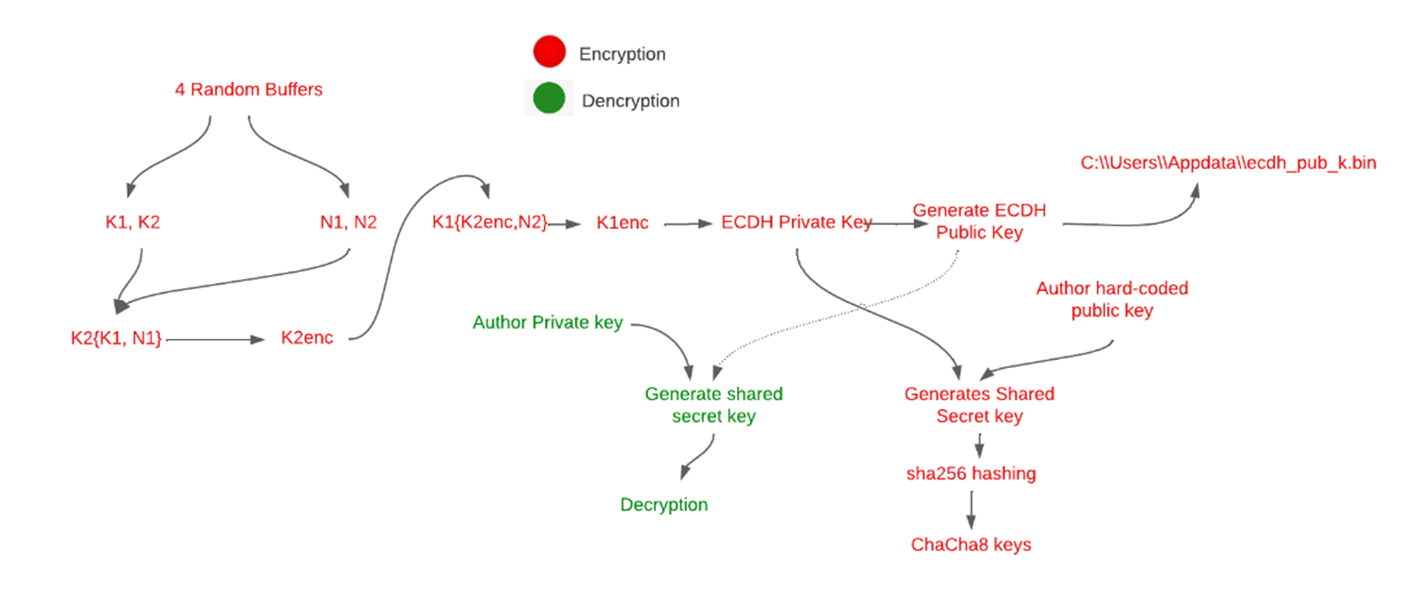 Encryption
4 Random Buffers
Dencryption
C:\\Users\\Appdata\\ecdh_pub_k.bin
K1, K2
N1, N2
K1{K2enc,N2}
K1enc
ECDH Private Key
Generate ECDH
Public Key
Author hard-coded
public key
Author Private key
K2{K1, N1}
K2enc
Generate shared
secret key
Generates Shared
Secret key
sha256 hashing
Decryption
ChaCha8 keys